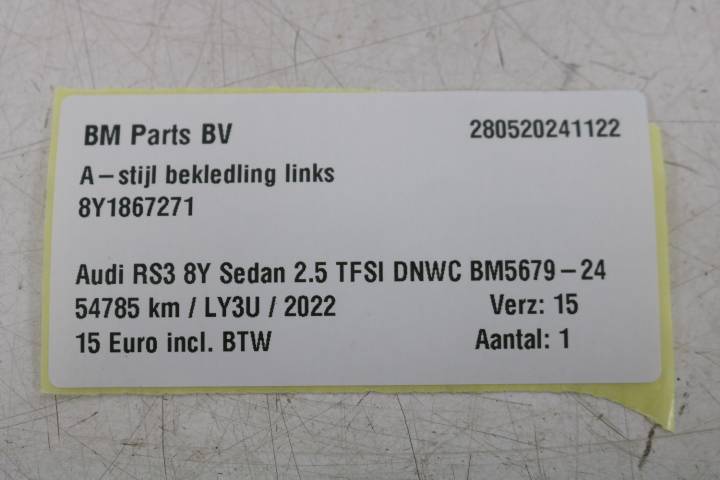 BM Parts BV 280520241122
A-stijl bekledling links
8Y1867271
Audi RS3 8Y Sedan 2.5 TFSI DNWC BM5679-24
54785 km / LY3U / 2022 Verz: 15
15 Euro incl. BTW Aantal: 1